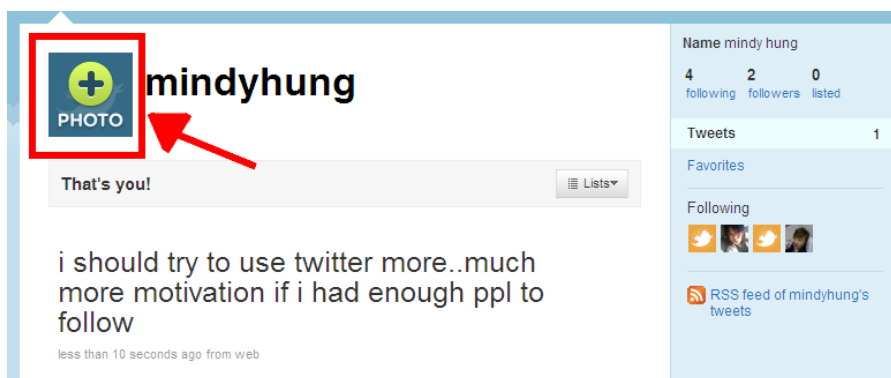 PHOTO
mindyhung
That's you!
Lists
i should try to use twitter more..much
more motivation if i had enough ppl to
follow
less than 10 seconds ago from web
Name mindy hung
4 2 0
following followers listed
Tweets 1
Favorites
Following
RSS feed of mindyhung's
tweets